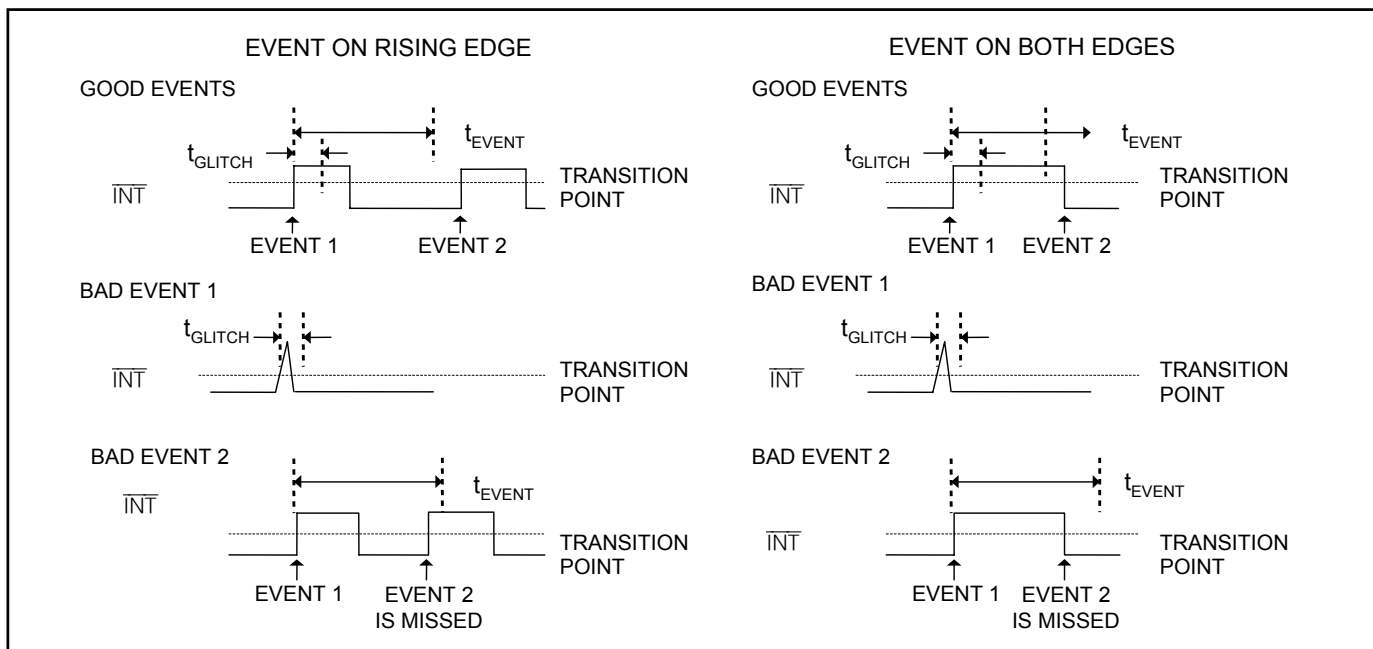 EVENT ON RISING EDGE
GOOD EVENTS
tEVENT
tGLITCH
INT
TRANSITION
POINT
EVENT 1
EVENT 2
BAD EVENT 1
tGLITCH
INT
TRANSITION
POINT
BAD EVENT 2
INT
tEVENT
TRANSITION
POINT
EVENT 1
EVENT 2
IS MISSED
EVENT ON BOTH EDGES
GOOD EVENTS
tEVENT
tGLITCH
INT
TRANSITION
POINT
EVENT 1
EVENT 2
BAD EVENT 1
tGLITCH
INT
TRANSITION
POINT
BAD EVENT 2
tEVENT
INT
TRANSITION
POINT
EVENT 1
EVENT 2
IS MISSED